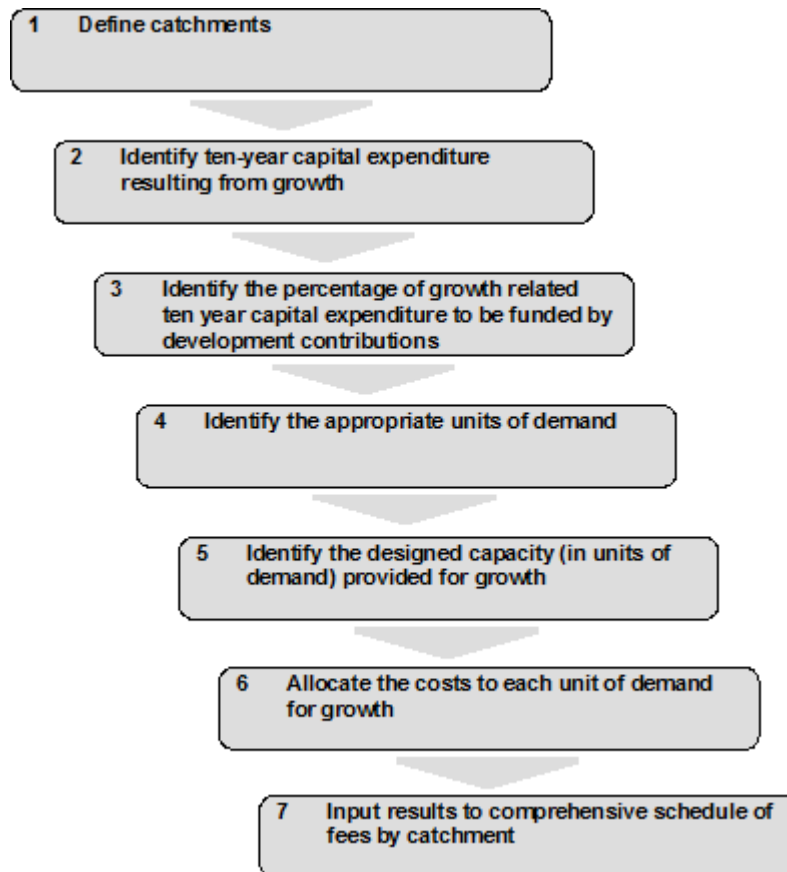 1 Define catchments
2 Identify ten-year capital expenditure
resulting from growth
3 Identify the percentage of growth related
ten year capital expenditure to be funded by
development contributions
4 Identify the appropriate units of demand
5 Identify the designed capacity (in units of
demand) provided for growth
6 Allocate the costs to each unit of demand
for growth
7 Input results to comprehensive schedule of
fees by catchment